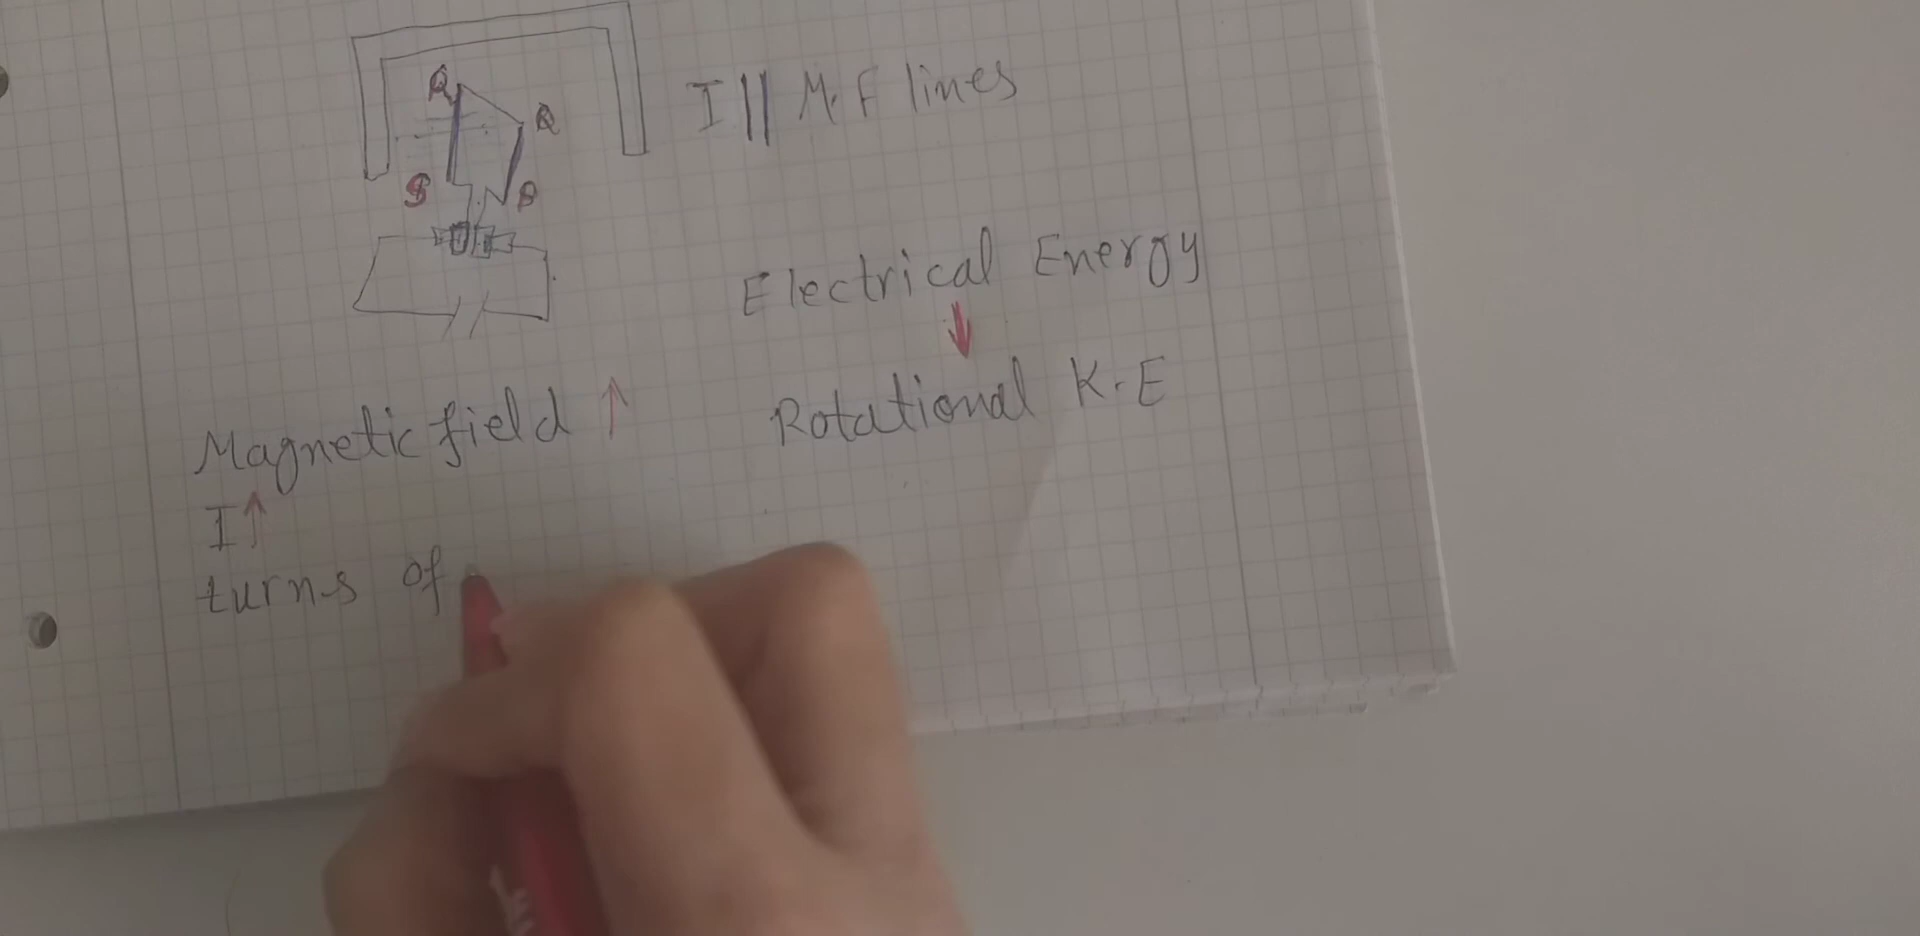 I || M.F lines
Q
S
Electrical Energy
↓
Rotational K.E
Magnetic field ↑
I↑
turns of